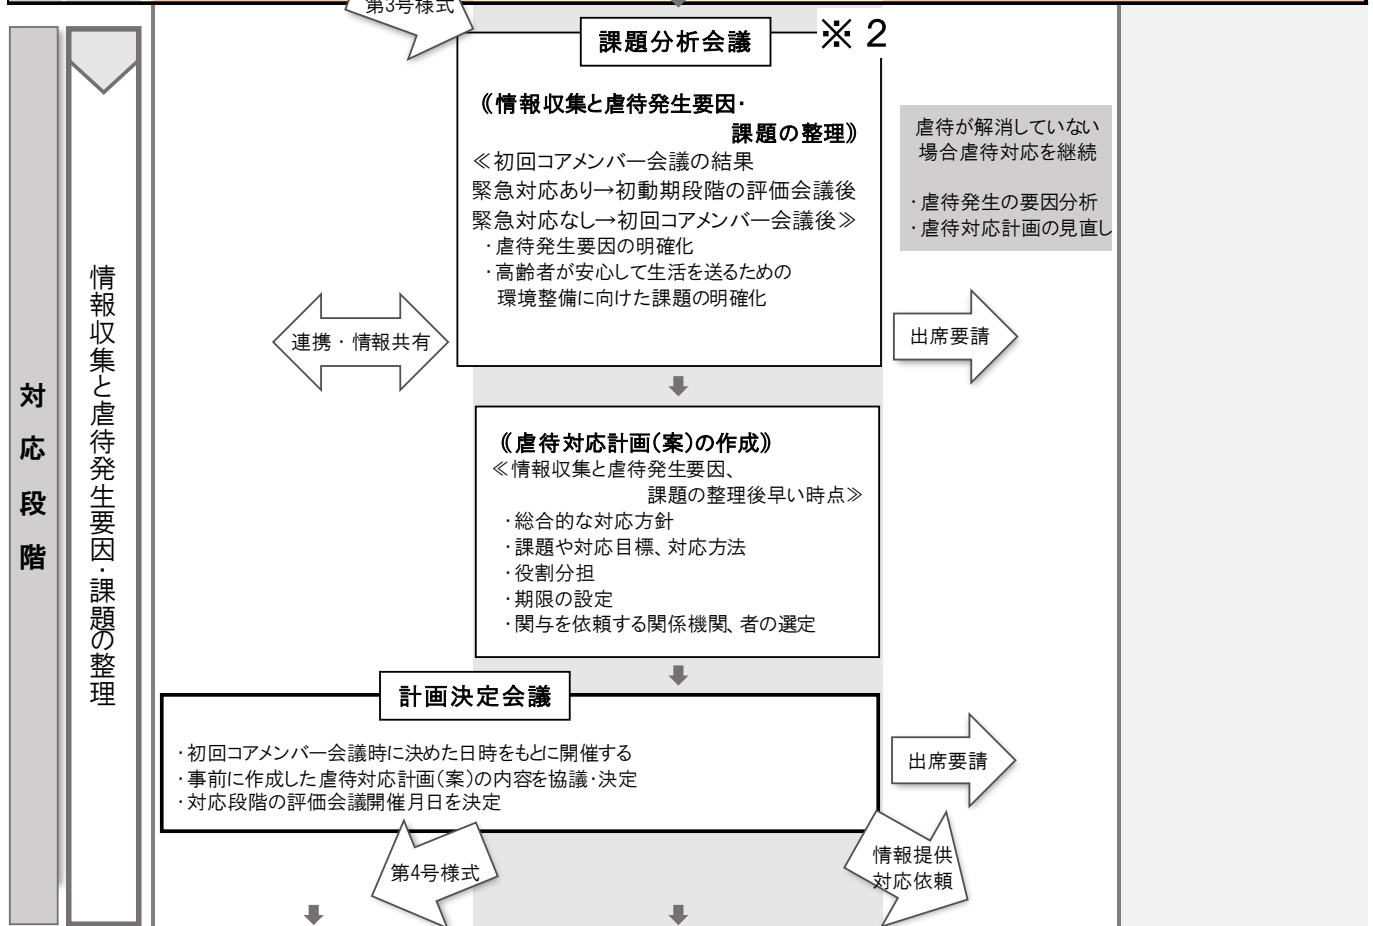 第3号様式
課題分析会議
※２
《情報収集と虐待発生要因・
課題の整理》
≪初回コアメンバー会議の結果
緊急対応あり→初動期段階の評価会議後
緊急対応なし→初回コアメンバー会議後≫
・虐待発生要因の明確化
・高齢者が安心して生活を送るための
環境整備に向けた課題の明確化
虐待が解消していない
場合虐待対応を継続
・虐待発生の要因分析
・虐待対応計画の見直し
連携・情報共有
出席要請
対応段階
情報収集と虐待発生要因・課題の整理
《虐待対応計画(案)の作成》
≪情報収集と虐待発生要因、
課題の整理後早い時点≫
・総合的な対応方針
・課題や対応目標、対応方法
・役割分担
・期限の設定
・関与を依頼する関係機関、者の選定
計画決定会議
・初回コアメンバー会議時に決めた日時をもとに開催する
・事前に作成した虐待対応計画(案)の内容を協議・決定
・対応段階の評価会議開催月日を決定
出席要請
第4号様式
情報提供
対応依頼